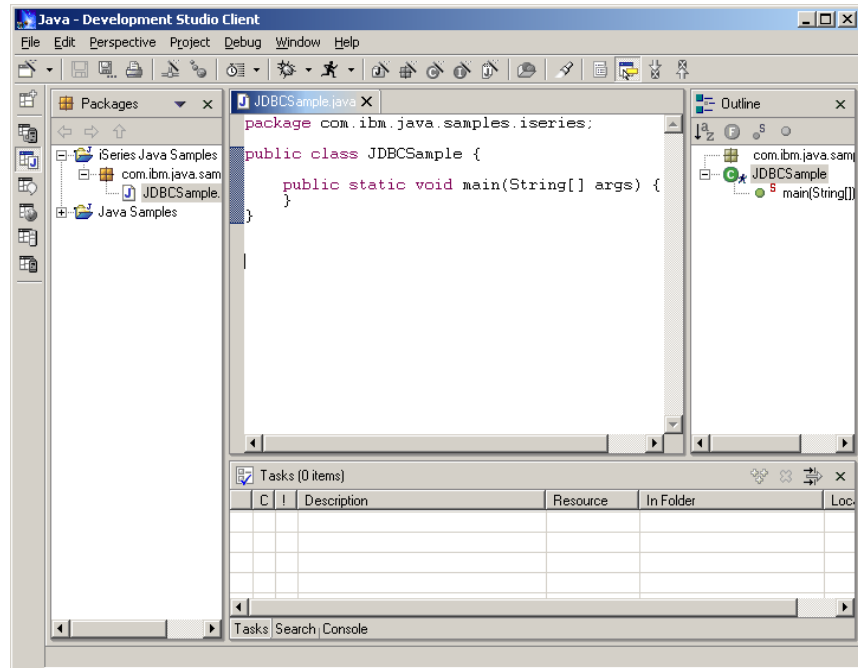 Java - Development Studio Client
File Edit Perspective Project Debug Window Help
Packages
iSeries Java Samples
com.ibm.java.sam
JDBCSample.
Java Samples
JDBCSample.java
package com.ibm.java.samples.iseries;
public class JDBCSample {
public static void main(String[] args) {
}
}
Outline
com.ibm.java.samp
JDBCSample
main(String[])
Tasks (0 items)
C ! Description Resource In Folder Loca
Tasks Search Console